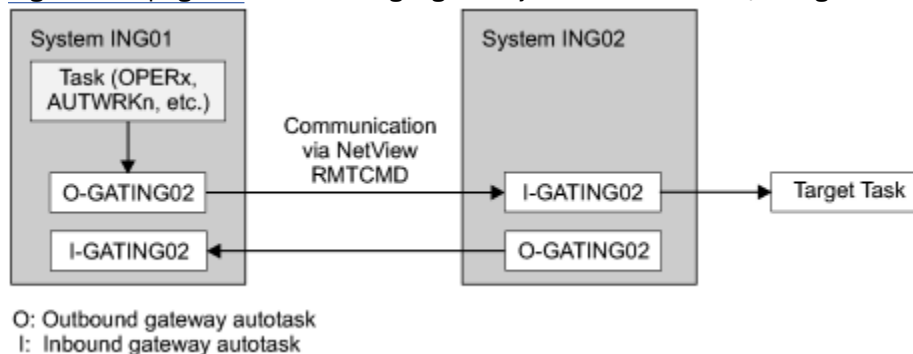 System ING01
Task (OPERx,
AUTWRKn, etc.)
O-GATING02
I-GATING02
Communication
via NetView
RMTCMD
System ING02
I-GATING02
O-GATING02
Target Task
O: Outbound gateway autotask
I: Inbound gateway autotask